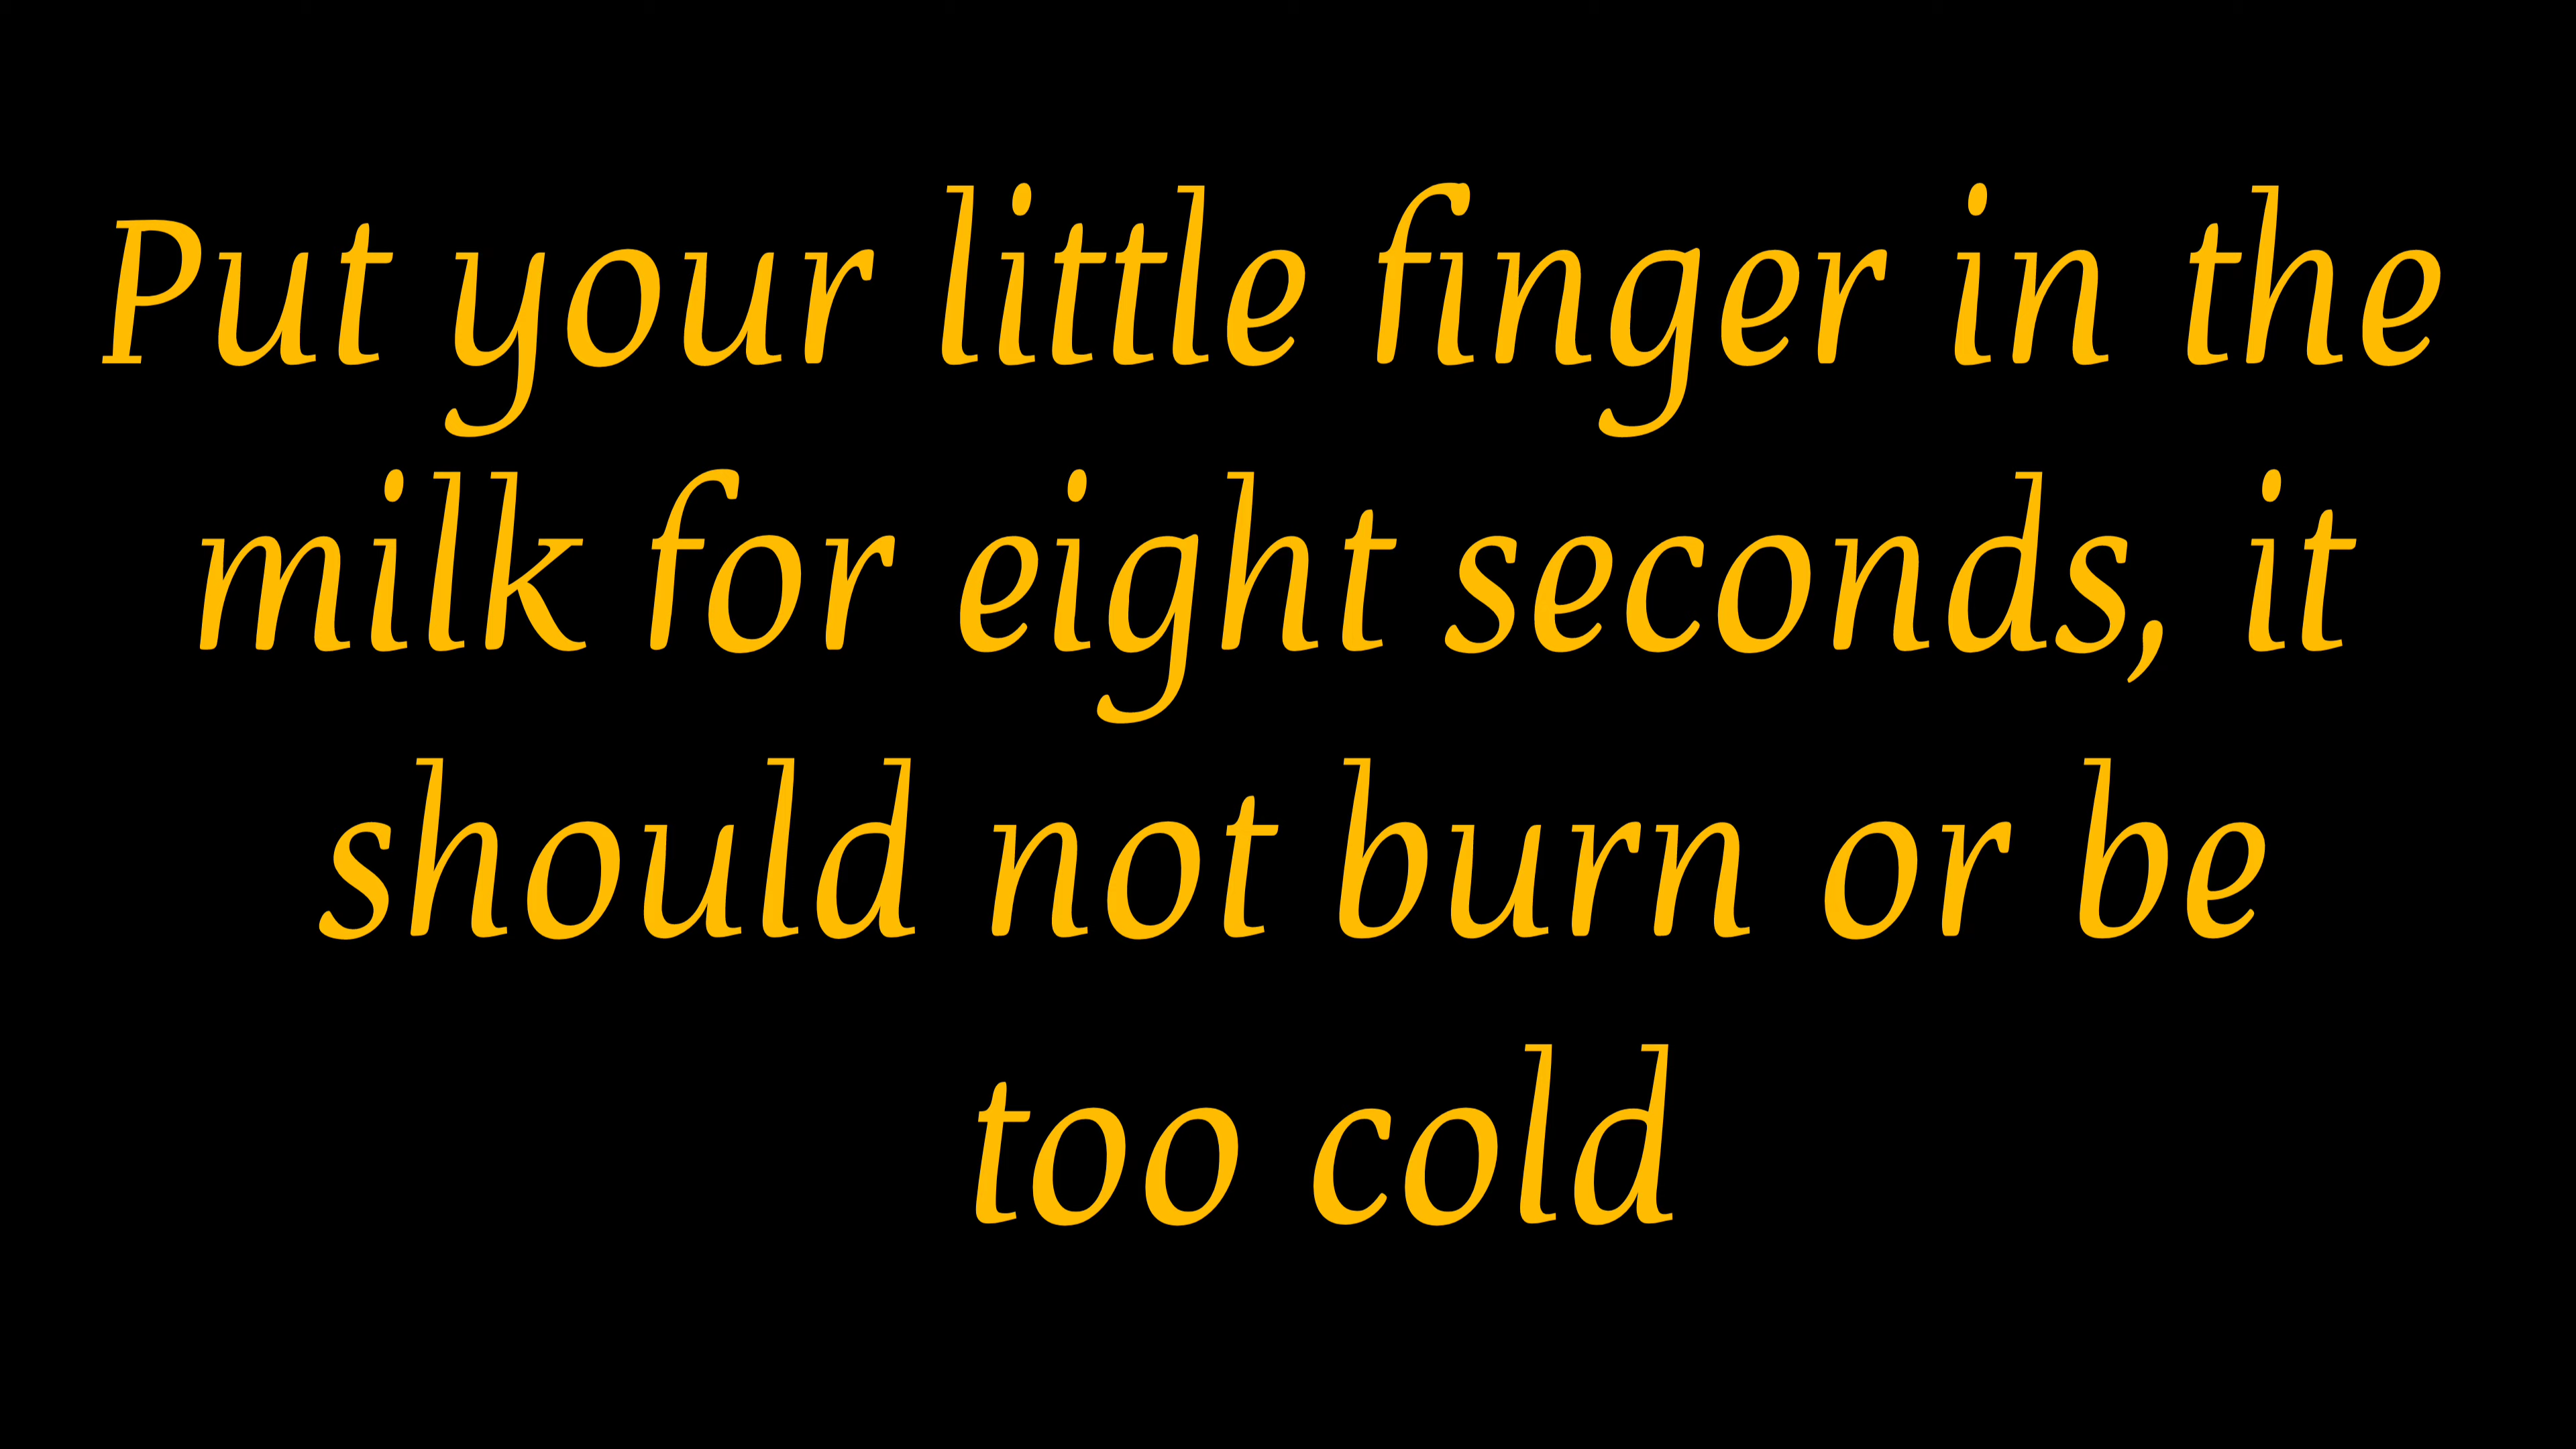 Put your little finger in the
milk for eight seconds, it
should not burn or be
too cold